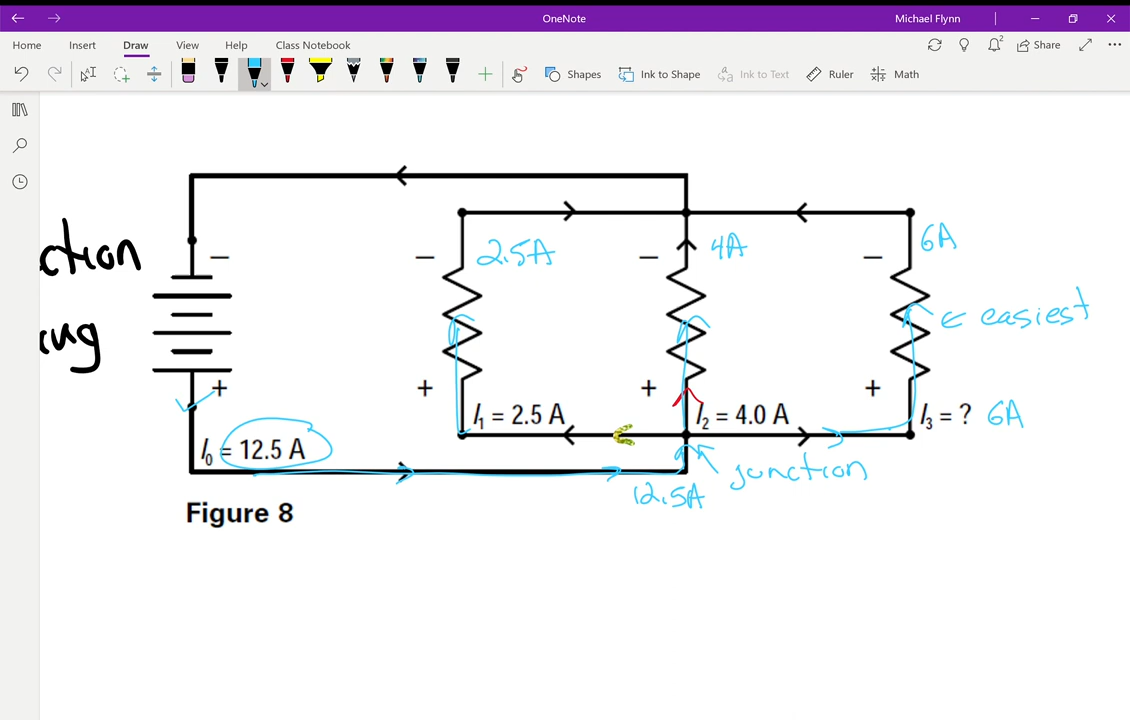 OneNote
Michael Flynn
Home Insert Draw View Help Class Notebook
2
Share
Shapes Ink to Shape Ink to Text Ruler Math
ction
− 2.5A − 4A − 6A
← easiest
+ + + +
I₁ = 2.5 A I₂ = 4.0 A I₃ = ? 6A
I₀ = 12.5 A
junction
12.5A
Figure 8